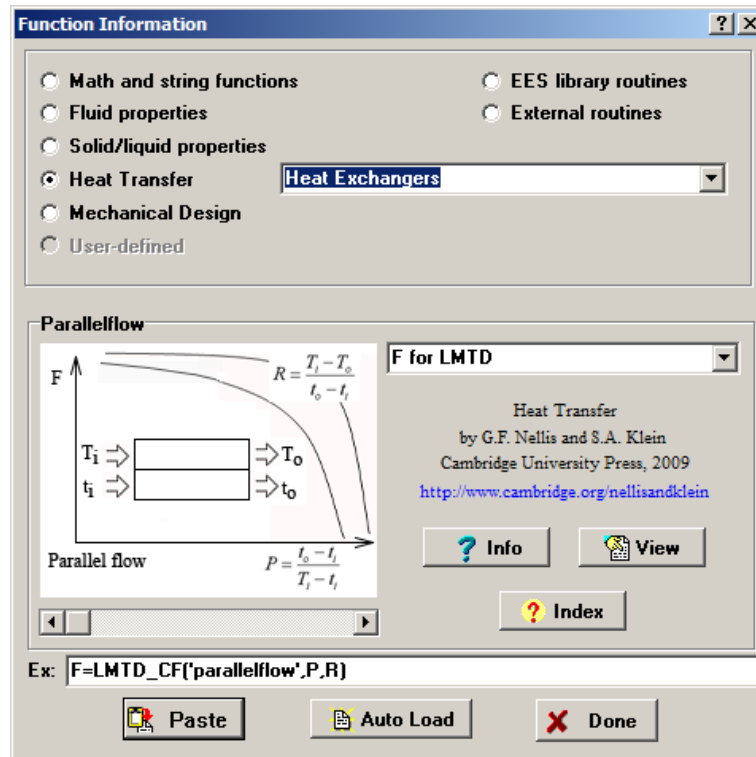 Function Information
Math and string functions
EES library routines
Fluid properties
External routines
Solid/liquid properties
Heat Transfer
Heat Exchangers
Mechanical Design
User-defined
Parallelflow
F
R = (T_i − T_o) / (t_o − t_i)
T_i
T_o
t_i
t_o
Parallel flow
P = (t_o − t_i) / (T_i − t_i)
F for LMTD
Heat Transfer
by G.F. Nellis and S.A. Klein
Cambridge University Press, 2009
http://www.cambridge.org/nellisandklein
? Info
View
? Index
Ex: F=LMTD_CF('parallelflow',P,R)
Paste
Auto Load
X Done